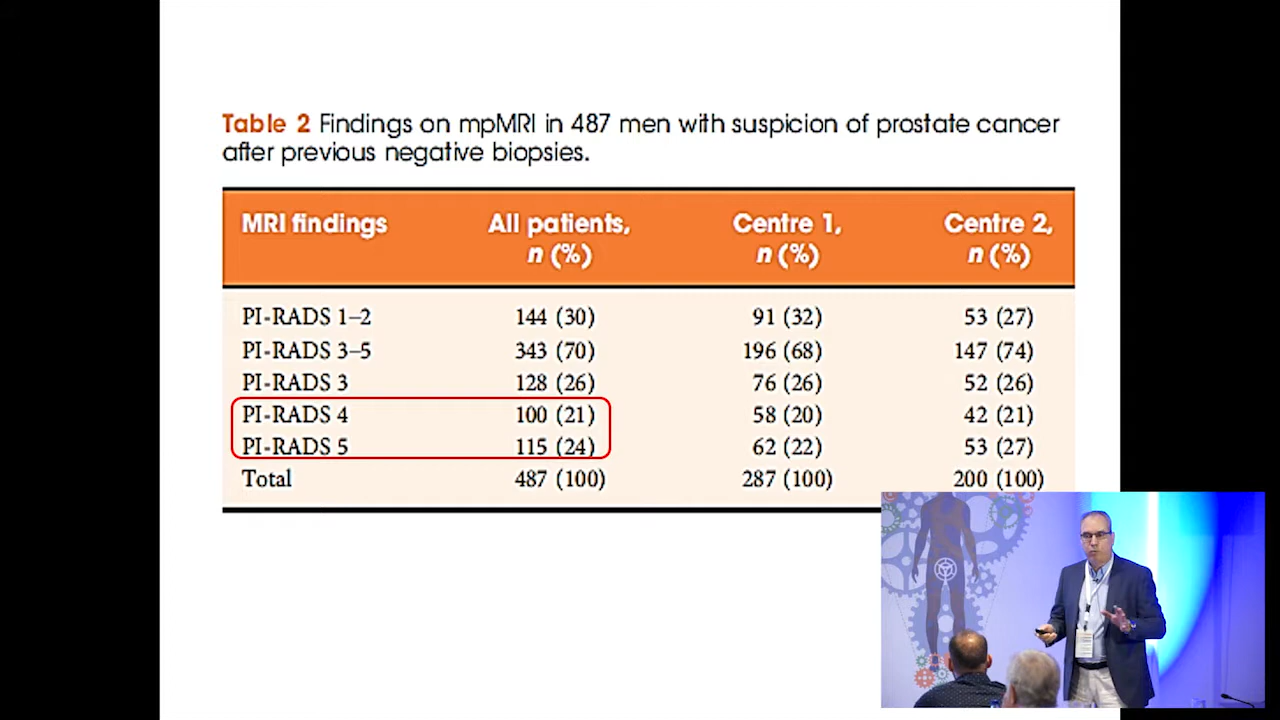 Table 2 Findings on mpMRI in 487 men with suspicion of prostate cancer
after previous negative biopsies.
MRI findings All patients, n (%) Centre 1, n (%) Centre 2, n (%)
PI-RADS 1–2 144 (30) 91 (32) 53 (27)
PI-RADS 3–5 343 (70) 196 (68) 147 (74)
PI-RADS 3 128 (26) 76 (26) 52 (26)
PI-RADS 4 100 (21) 58 (20) 42 (21)
PI-RADS 5 115 (24) 62 (22) 53 (27)
Total 487 (100) 287 (100) 200 (100)